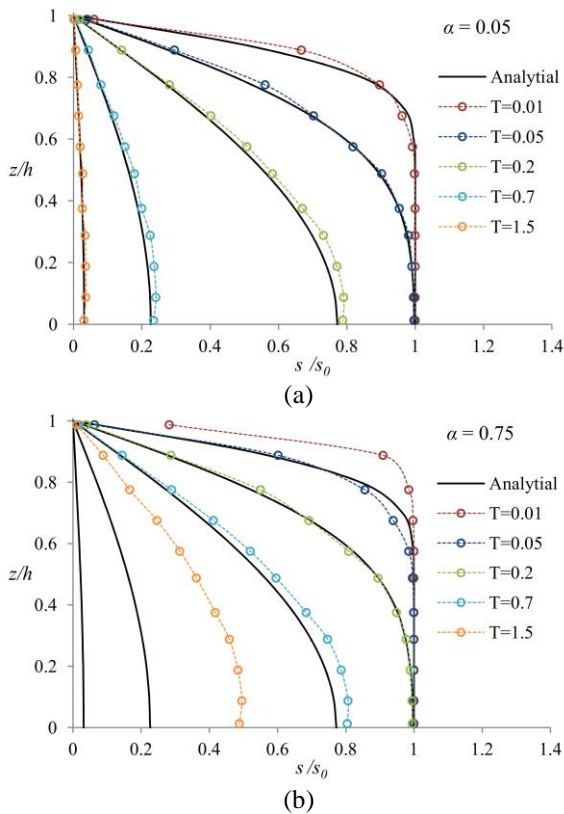 1
α = 0.05
0.8
Analytial
T=0.01
0.6
T=0.05
z/h
T=0.2
0.4
T=0.7
T=1.5
0.2
0
0 0.2 0.4 0.6 0.8 1 1.2 1.4
s /s0
(a)
1
α = 0.75
0.8
Analytial
T=0.01
0.6
T=0.05
z/h
T=0.2
0.4
T=0.7
T=1.5
0.2
0
0 0.2 0.4 0.6 0.8 1 1.2 1.4
s/s0
(b)